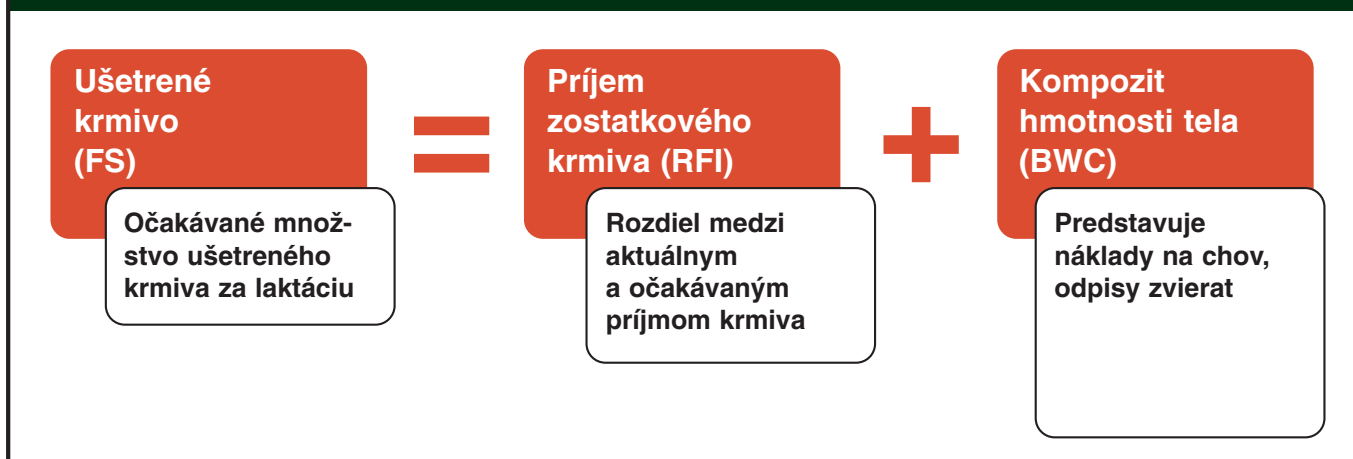 Ušetrené
krmivo
(FS)
Očakávané množ-
stvo ušetreného
krmiva za laktáciu
=
Príjem
zostatkového
krmiva (RFI)
Rozdiel medzi
aktuálnym
a očakávaným
príjmom krmiva
+
Kompozit
hmotnosti tela
(BWC)
Predstavuje
náklady na chov,
odpisy zvierat